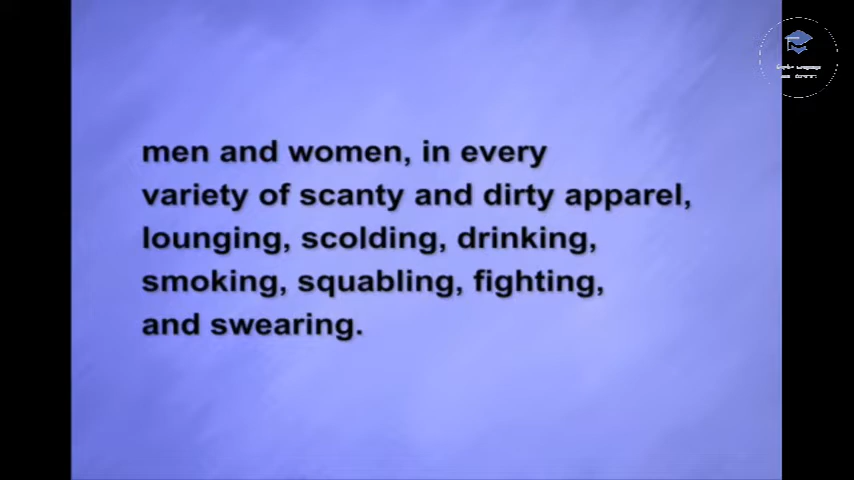 men and women, in every
variety of scanty and dirty apparel,
lounging, scolding, drinking,
smoking, squabling, fighting,
and swearing.